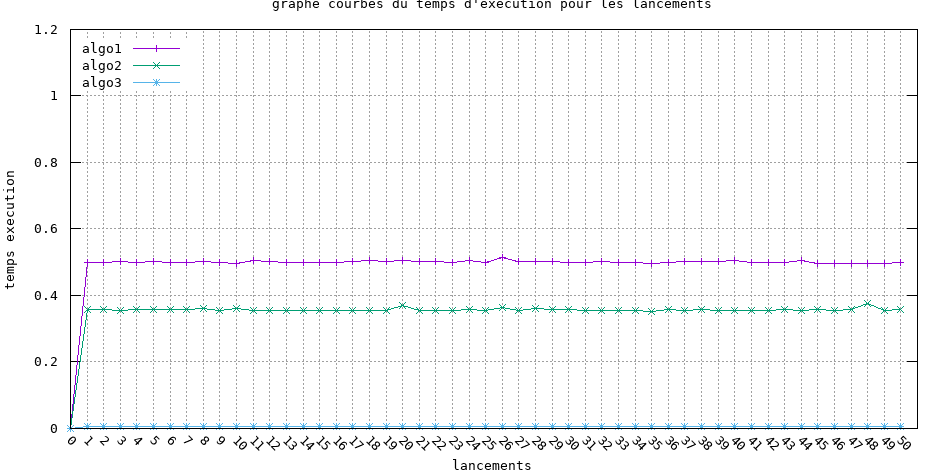 graphe courbes du temps d'execution pour les lancements
1.2
algo1
algo2
algo3
1
0.8
0.6
0.4
0.2
0
temps execution
0 1 2 3 4 5 6 7 8 9 10 11 12 13 14 15 16 17 18 19 20 21 22 23 24 25 26 27 28 29 30 31 32 33 34 35 36 37 38 39 40 41 42 43 44 45 46 47 48 49 50
lancements